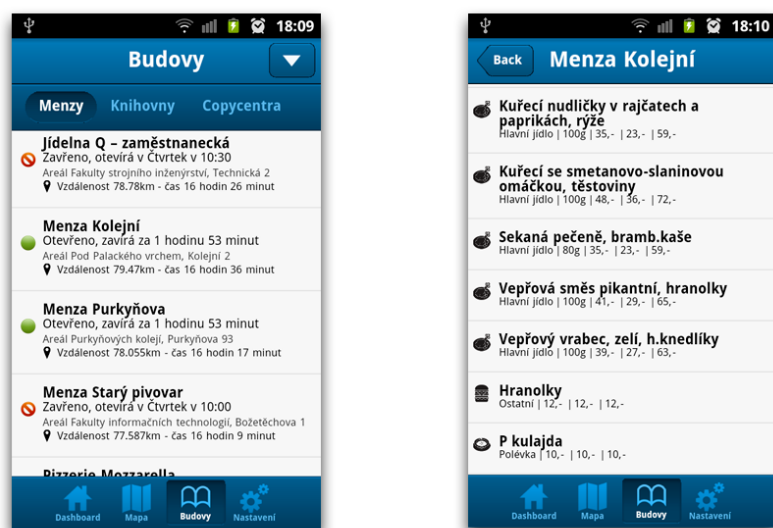 18:09
Budovy
Menzy Knihovny Copycentra
Jídelna Q – zaměstnanecká
Zavřeno, otevírá v Čtvrtek v 10:30
Areál Fakulty strojního inženýrství, Technická 2
Vzdálenost 78.78km - čas 16 hodin 26 minut
Menza Kolejní
Otevřeno, zavírá za 1 hodinu 53 minut
Areál Pod Palackého vrchem, Kolejní 2
Vzdálenost 79.47km - čas 16 hodin 36 minut
Menza Purkyňova
Otevřeno, zavírá za 1 hodinu 53 minut
Areál Purkyňových kolejí, Purkyňova 93
Vzdálenost 78.055km - čas 16 hodin 17 minut
Menza Starý pivovar
Zavřeno, otevírá v Čtvrtek v 10:00
Areál Fakulty informačních technologií, Božetěchova 1
Vzdálenost 77.587km - čas 16 hodin 9 minut
Pizzerie Mozzarella
Dashboard Mapa Budovy Nastavení
18:10
Back Menza Kolejní
Kuřecí nudličky v rajčatech a
paprikách, rýže
Hlavní jídlo | 100g | 35,- | 23,- | 59,-
Kuřecí se smetanovo-slaninovou
omáčkou, těstoviny
Hlavní jídlo | 100g | 48,- | 36,- | 72,-
Sekaná pečeně, bramb.kaše
Hlavní jídlo | 80g | 35,- | 23,- | 59,-
Vepřová směs pikantní, hranolky
Hlavní jídlo | 100g | 41,- | 29,- | 65,-
Vepřový vrabec, zelí, h.knedlíky
Hlavní jídlo | 100g | 39,- | 27,- | 63,-
Hranolky
Ostatní | 12,- | 12,- | 12,-
P kulajda
Polévka | 10,- | 10,- | 10,-
Dashboard Mapa Budovy Nastavení